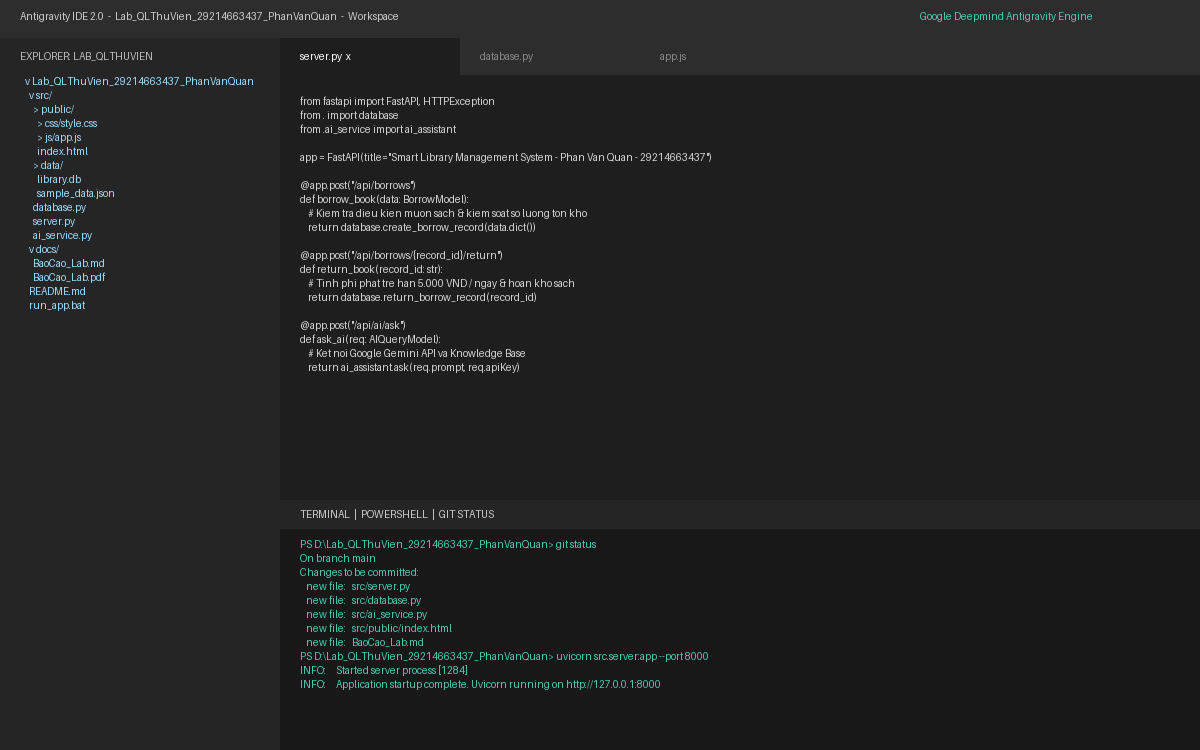 Antigravity IDE 2.0 - Lab_QLThuVien_29214663437_PhanVanQuan - Workspace
Google Deepmind Antigravity Engine
EXPLORER: LAB_QLTHUVIEN
v Lab_QLThuVien_29214663437_PhanVanQuan
v src/
> public/
> css/style.css
> js/app.js
index.html
> data/
library.db
sample_data.json
database.py
server.py
ai_service.py
v docs/
BaoCao_Lab.md
BaoCao_Lab.pdf
README.md
run_app.bat
server.py x
database.py
app.js
from fastapi import FastAPI, HTTPException
from . import database
from .ai_service import ai_assistant
app = FastAPI(title="Smart Library Management System - Phan Van Quan - 29214663437")
@app.post("/api/borrows")
def borrow_book(data: BorrowModel):
# Kiem tra dieu kien muon sach & kiem soat so luong ton kho
return database.create_borrow_record(data.dict())
@app.post("/api/borrows/{record_id}/return")
def return_book(record_id: str):
# Tinh phi phat tre han 5.000 VND / ngay & hoan kho sach
return database.return_borrow_record(record_id)
@app.post("/api/ai/ask")
def ask_ai(req: AIQueryModel):
# Ket noi Google Gemini API va Knowledge Base
return ai_assistant.ask(req.prompt, req.apiKey)
TERMINAL | POWERSHELL | GIT STATUS
PS D:\Lab_QLThuVien_29214663437_PhanVanQuan> git status
On branch main
Changes to be committed:
new file: src/server.py
new file: src/database.py
new file: src/ai_service.py
new file: src/public/index.html
new file: BaoCao_Lab.md
PS D:\Lab_QLThuVien_29214663437_PhanVanQuan> uvicorn src.server:app --port 8000
INFO: Started server process [1284]
INFO: Application startup complete. Uvicorn running on http://127.0.0.1:8000